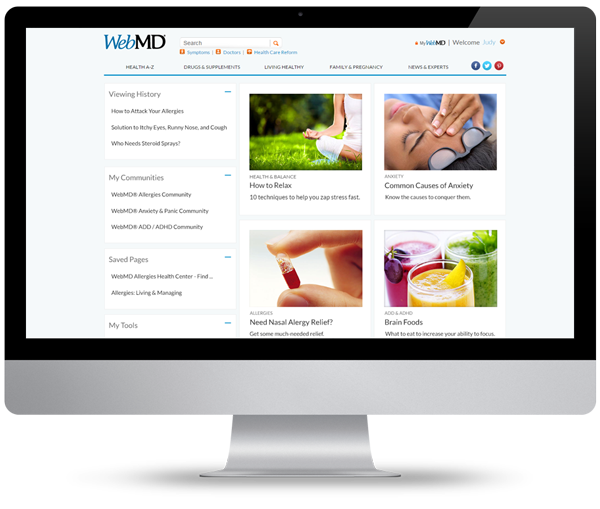 WebMD
Search
Symptoms | Doctors | Health Care Reform
My WebMD | Welcome Judy
HEALTH A-Z DRUGS & SUPPLEMENTS LIVING HEALTHY FAMILY & PREGNANCY NEWS & EXPERTS
Viewing History
How to Attack Your Allergies
Solution to Itchy Eyes, Runny Nose, and Cough
Who Needs Steroid Sprays?
My Communities
WebMD® Allergies Community
WebMD® Anxiety & Panic Community
WebMD® ADD / ADHD Community
Saved Pages
WebMD Allergies Health Center - Find ...
Allergies: Living & Managing
My Tools
HEALTH & BALANCE
How to Relax
10 techniques to help you zap stress fast.
ANXIETY
Common Causes of Anxiety
Know the causes to conquer them.
ALLERGIES
Need Nasal Alergy Relief?
Get some much-needed relief.
ADD & ADHD
Brain Foods
What to eat to increase your ability to focus.